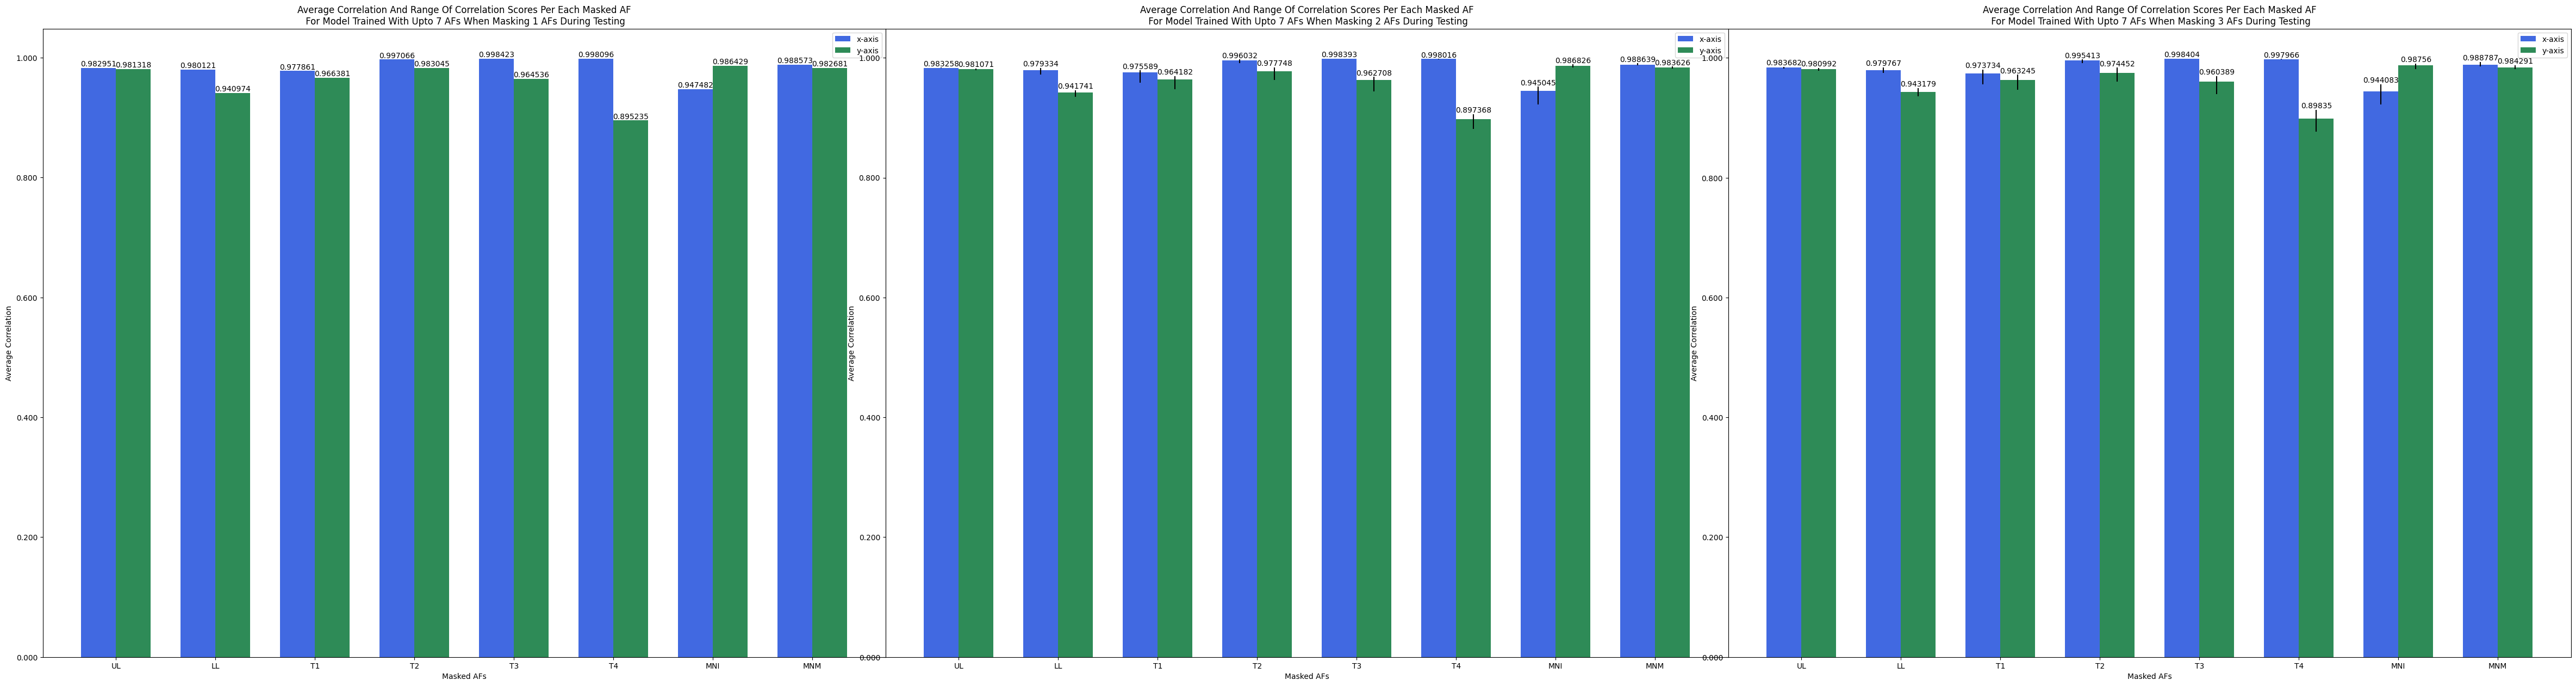 Average Correlation And Range Of Correlation Scores Per Each Masked AF
For Model Trained With Upto 7 AFs When Masking 1 AFs During Testing
x-axis
y-axis
1.000
0.800
0.600
0.400
0.200
0.000
Average Correlation
0.982951 0.981318
0.980121 0.940974
0.977861 0.966381
0.997066 0.983045
0.998423 0.964536
0.998096 0.895235
0.947482 0.986429
0.988573 0.982681
UL LL T1 T2 T3 T4 MNI MNM
Masked AFs
Average Correlation And Range Of Correlation Scores Per Each Masked AF
For Model Trained With Upto 7 AFs When Masking 2 AFs During Testing
x-axis
y-axis
1.000
0.800
0.600
0.400
0.200
0.000
Average Correlation
0.983258 0.981071
0.979334 0.941741
0.975589 0.964182
0.996032 0.977748
0.998393 0.962708
0.998016 0.897368
0.945045 0.986826
0.988639 0.983626
UL LL T1 T2 T3 T4 MNI MNM
Masked AFs
Average Correlation And Range Of Correlation Scores Per Each Masked AF
For Model Trained With Upto 7 AFs When Masking 3 AFs During Testing
x-axis
y-axis
1.000
0.800
0.600
0.400
0.200
0.000
Average Correlation
0.983682 0.980992
0.979767 0.943179
0.973734 0.963245
0.995413 0.974452
0.998404 0.960389
0.997966 0.89835
0.944083 0.98756
0.988787 0.984291
UL LL T1 T2 T3 T4 MNI MNM
Masked AFs